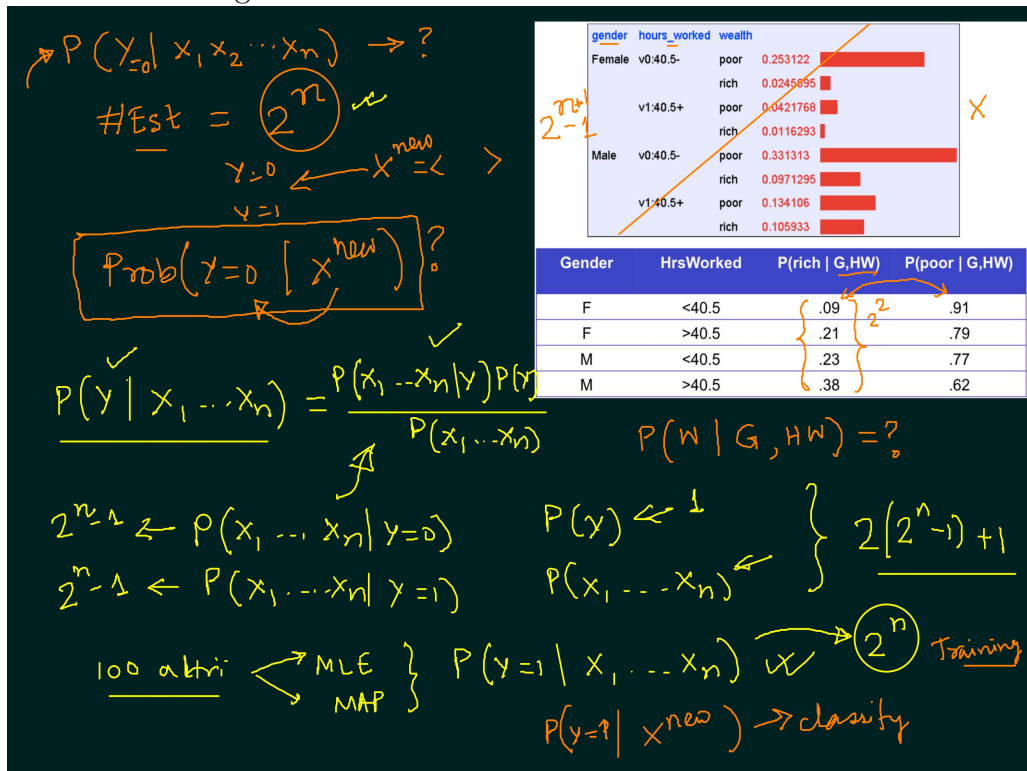 P(Y=0 | X1 X2 ... Xn) → ?
#Est = 2^n
X^new = < >
Y=0
Y=1
Prob(Y=0 | X^new) ?
gender hours_worked wealth
Female v0:40.5- poor 0.253122
rich 0.0245895
v1:40.5+ poor 0.0421768
rich 0.0116293
Male v0:40.5- poor 0.331313
rich 0.0971295
v1:40.5+ poor 0.134106
rich 0.105933
2^n+1 - 1
X
Gender HrsWorked P(rich | G,HW) P(poor | G,HW)
F <40.5 .09 .91
F >40.5 .21 .79
M <40.5 .23 .77
M >40.5 .38 .62
2^2
P(Y | X1 ... Xn) = P(X1 ... Xn | Y) P(Y) / P(X1 ... Xn)
P(W | G, HW) = ?
2^n - 1 ← P(X1 ... Xn | Y=0)
2^n - 1 ← P(X1 ... Xn | Y=1)
P(Y) ← 1
P(X1 ... Xn) ←
} 2(2^n - 1) + 1
100 attri → MLE
→ MAP
} P(Y=1 | X1 ... Xn) → 2^n Training
P(Y=1 | X^new) → classify